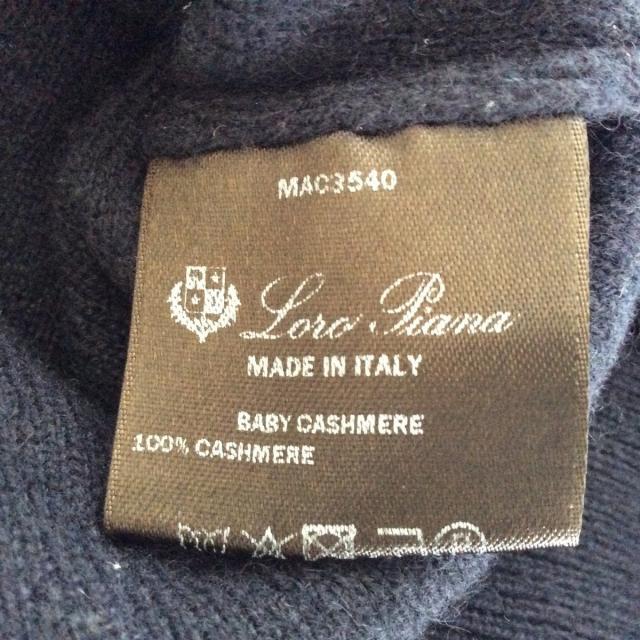 MAC3540
Loro Piana
MADE IN ITALY
BABY CASHMERE
100% CASHMERE